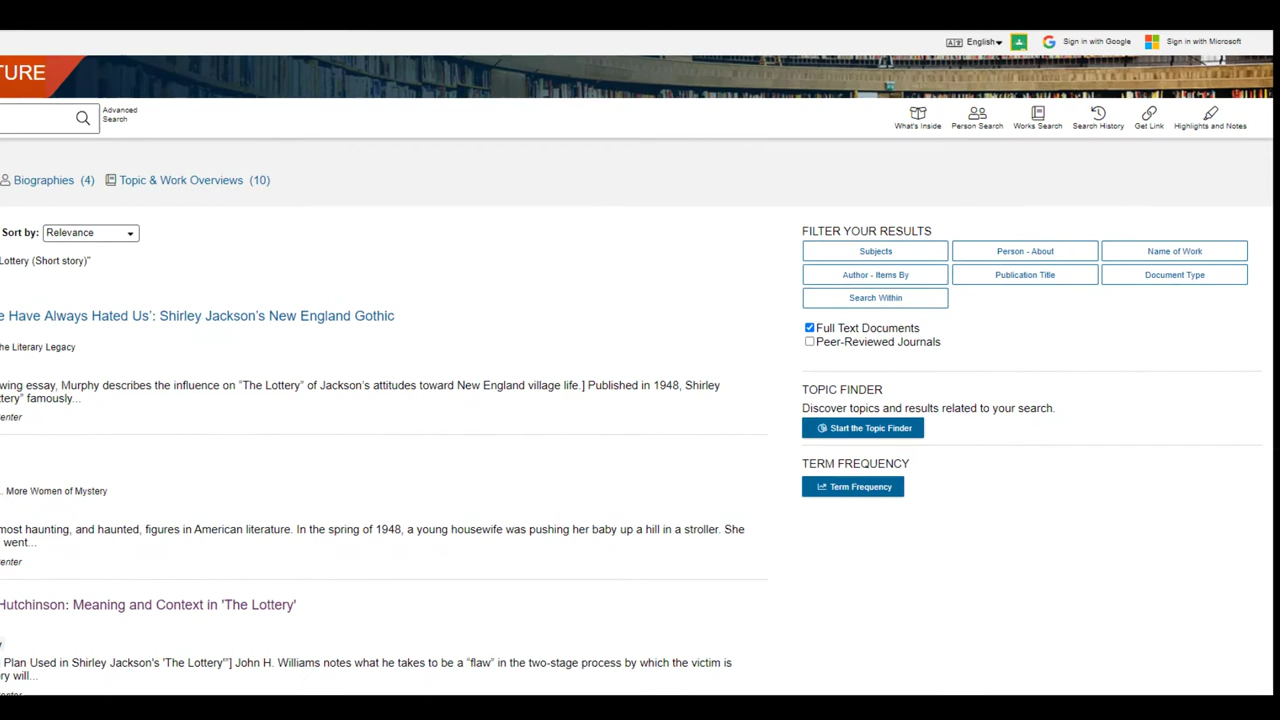 English
Sign in with Google
Sign in with Microsoft
TURE
Advanced
Search
What's Inside
Person Search
Works Search
Search History
Get Link
Highlights and Notes
Biographies (4)
Topic & Work Overviews (10)
Sort by: Relevance
FILTER YOUR RESULTS
Subjects
Person - About
Name of Work
Lottery (Short story)"
Author - Items By
Publication Title
Document Type
Search Within
e Have Always Hated Us’: Shirley Jackson’s New England Gothic
Full Text Documents
Peer-Reviewed Journals
he Literary Legacy
wing essay, Murphy describes the influence on “The Lottery” of Jackson’s attitudes toward New England village life.] Published in 1948, Shirley
ttery” famously...
enter
TOPIC FINDER
Discover topics and results related to your search.
Start the Topic Finder
TERM FREQUENCY
Term Frequency
. More Women of Mystery
most haunting, and haunted, figures in American literature. In the spring of 1948, a young housewife was pushing her baby up a hill in a stroller. She
went...
enter
Hutchinson: Meaning and Context in 'The Lottery'
y
Plan Used in Shirley Jackson's 'The Lottery'"] John H. Williams notes what he takes to be a “flaw” in the two-stage process by which the victim is
ry will...